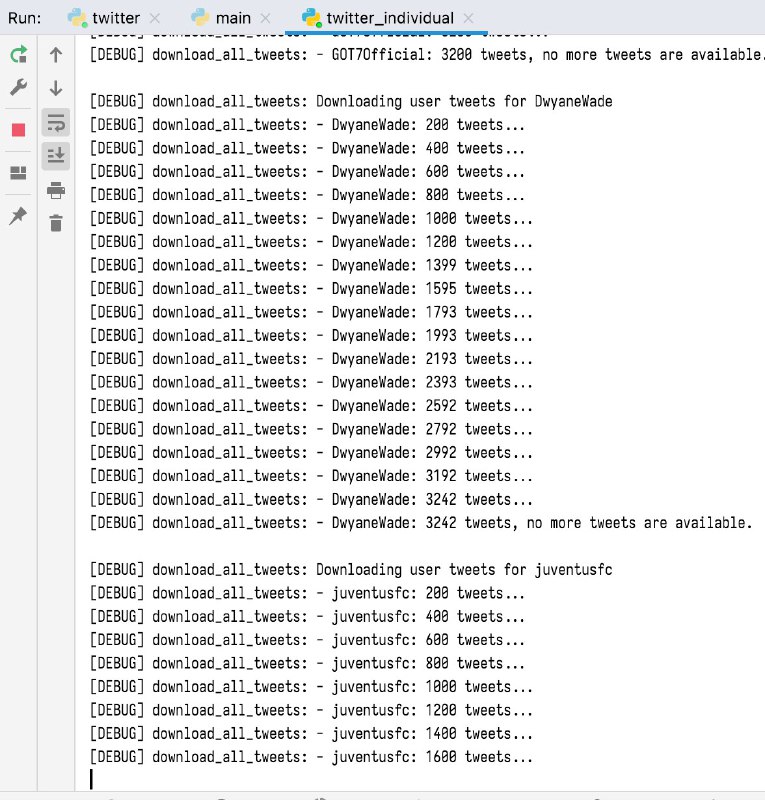 Run: twitter main twitter_individual
[DEBUG] download_all_tweets: - GOT7Official: 3200 tweets, no more tweets are available.
[DEBUG] download_all_tweets: Downloading user tweets for DwyaneWade
[DEBUG] download_all_tweets: - DwyaneWade: 200 tweets...
[DEBUG] download_all_tweets: - DwyaneWade: 400 tweets...
[DEBUG] download_all_tweets: - DwyaneWade: 600 tweets...
[DEBUG] download_all_tweets: - DwyaneWade: 800 tweets...
[DEBUG] download_all_tweets: - DwyaneWade: 1000 tweets...
[DEBUG] download_all_tweets: - DwyaneWade: 1200 tweets...
[DEBUG] download_all_tweets: - DwyaneWade: 1399 tweets...
[DEBUG] download_all_tweets: - DwyaneWade: 1595 tweets...
[DEBUG] download_all_tweets: - DwyaneWade: 1793 tweets...
[DEBUG] download_all_tweets: - DwyaneWade: 1993 tweets...
[DEBUG] download_all_tweets: - DwyaneWade: 2193 tweets...
[DEBUG] download_all_tweets: - DwyaneWade: 2393 tweets...
[DEBUG] download_all_tweets: - DwyaneWade: 2592 tweets...
[DEBUG] download_all_tweets: - DwyaneWade: 2792 tweets...
[DEBUG] download_all_tweets: - DwyaneWade: 2992 tweets...
[DEBUG] download_all_tweets: - DwyaneWade: 3192 tweets...
[DEBUG] download_all_tweets: - DwyaneWade: 3242 tweets...
[DEBUG] download_all_tweets: - DwyaneWade: 3242 tweets, no more tweets are available.
[DEBUG] download_all_tweets: Downloading user tweets for juventusfc
[DEBUG] download_all_tweets: - juventusfc: 200 tweets...
[DEBUG] download_all_tweets: - juventusfc: 400 tweets...
[DEBUG] download_all_tweets: - juventusfc: 600 tweets...
[DEBUG] download_all_tweets: - juventusfc: 800 tweets...
[DEBUG] download_all_tweets: - juventusfc: 1000 tweets...
[DEBUG] download_all_tweets: - juventusfc: 1200 tweets...
[DEBUG] download_all_tweets: - juventusfc: 1400 tweets...
[DEBUG] download_all_tweets: - juventusfc: 1600 tweets...